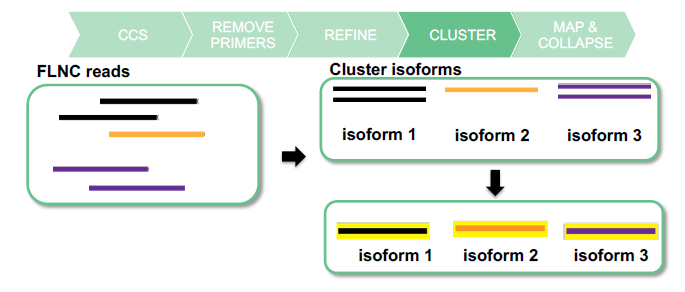 CCS
REMOVE
PRIMERS
REFINE
CLUSTER
MAP &
COLLAPSE
FLNC reads
Cluster isoforms
isoform 1
isoform 2
isoform 3
isoform 1
isoform 2
isoform 3